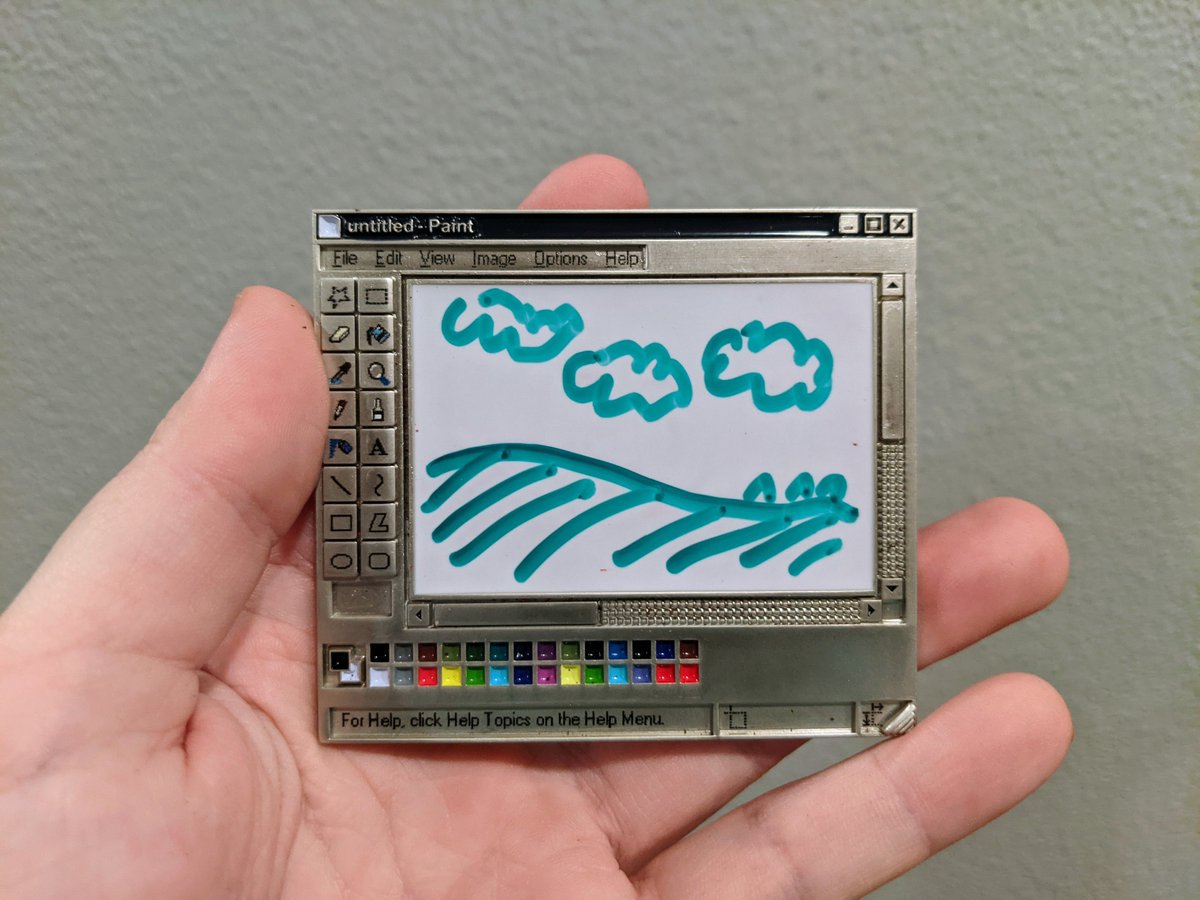 untitled - Paint
File Edit View Image Options Help
A
For Help, click Help Topics on the Help Menu.